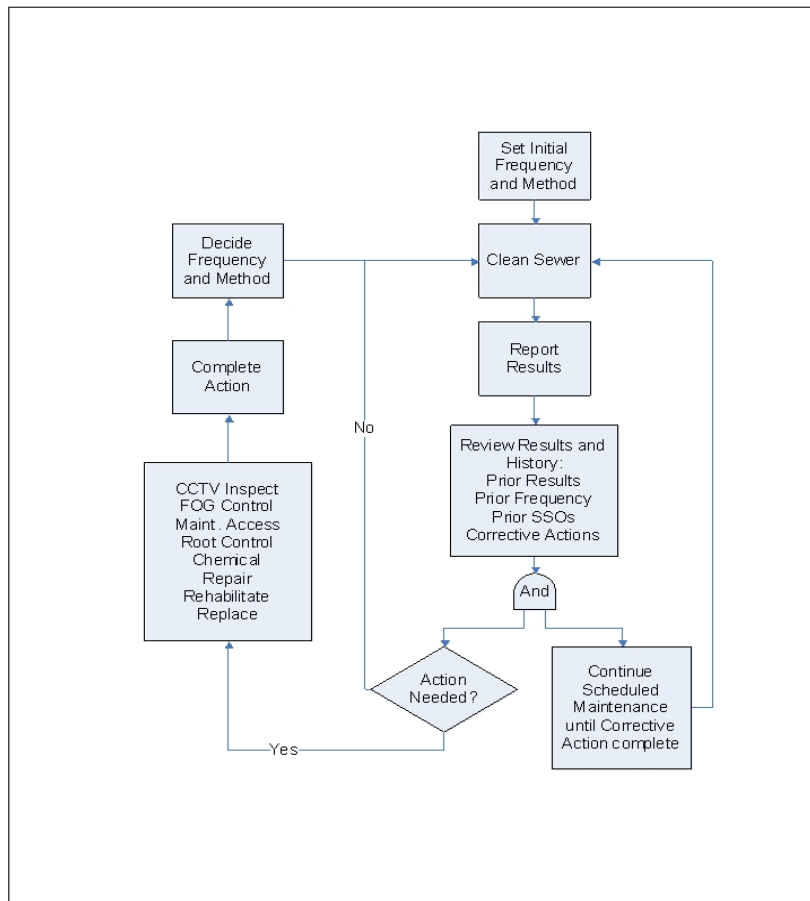 Set Initial
Frequency
and Method
Decide
Frequency
and Method
Clean Sewer
Report
Results
Complete
Action
No
Review Results and
History:
Prior Results
Prior Frequency
Prior SSOs
Corrective Actions
CCTV Inspect
FOG Control
Maint. Access
Root Control
Chemical
Repair
Rehabilitate
Replace
And
Action
Needed?
Continue
Scheduled
Maintenance
until Corrective
Action complete
Yes